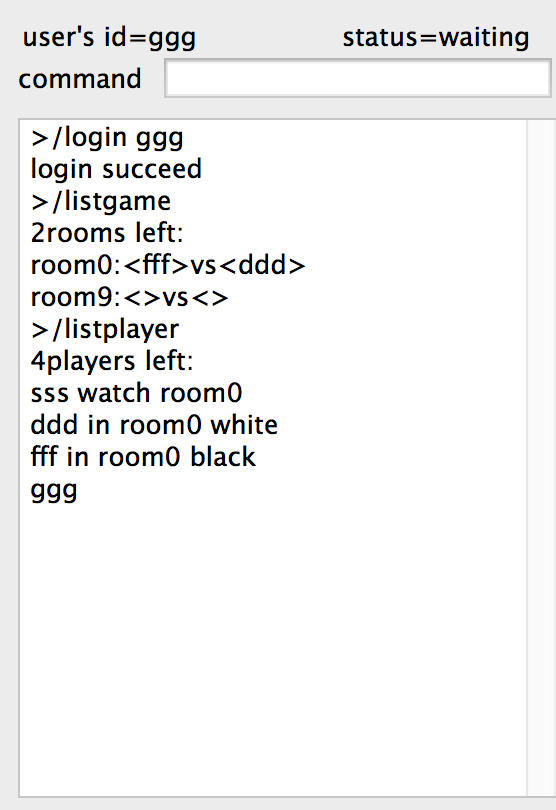 user's id=ggg status=waiting
command
>/login ggg
login succeed
>/listgame
2rooms left:
room0:<fff>vs<ddd>
room9:<>vs<>
>/listplayer
4players left:
sss watch room0
ddd in room0 white
fff in room0 black
ggg